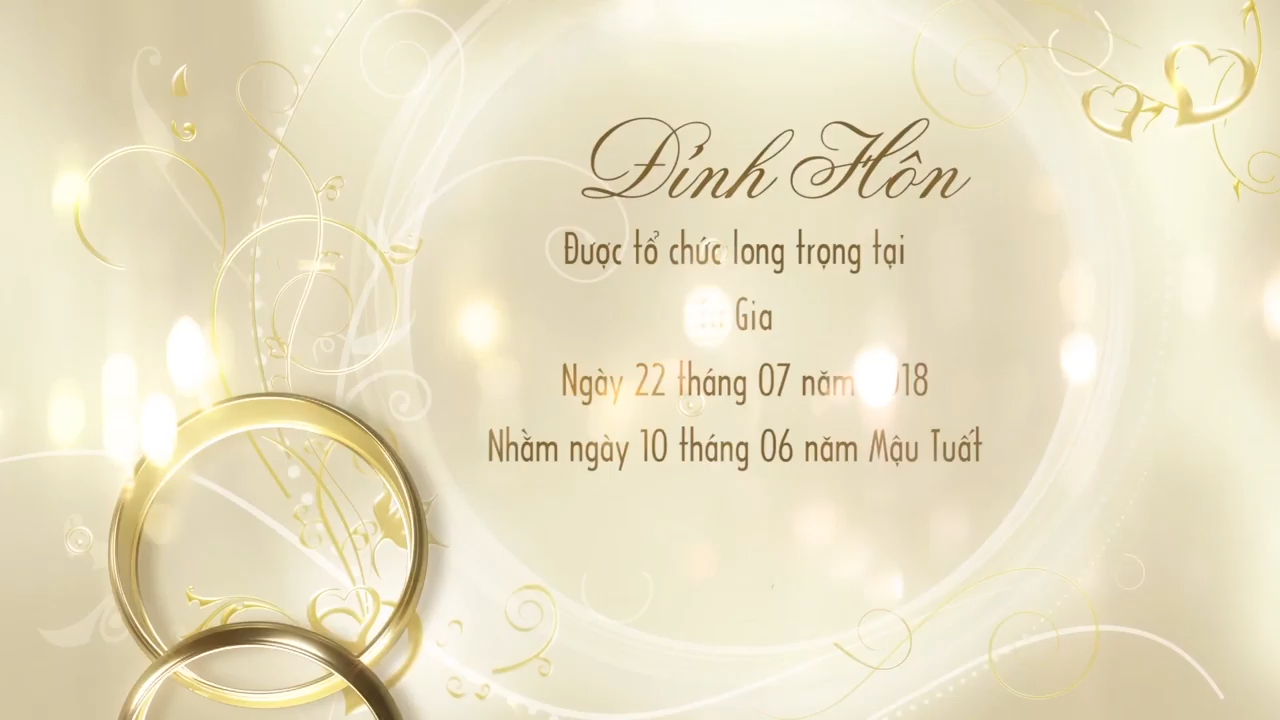 Đính Hôn
Được tổ chức long trọng tại
Gia
Ngày 22 tháng 07 năm
Nhằm ngày 10 tháng 06 năm Mậu Tuất